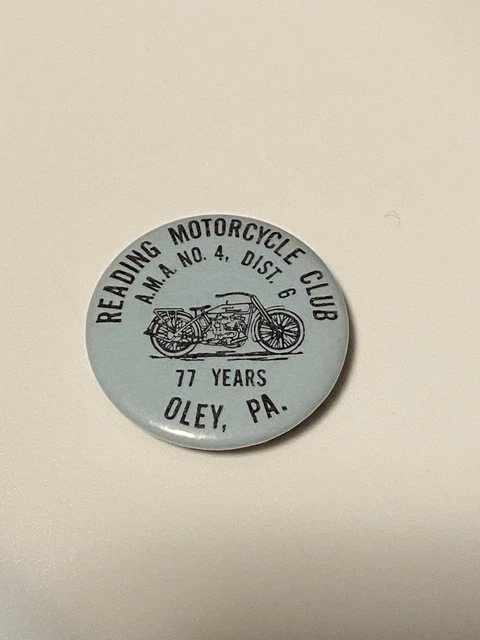 READING MOTORCYCLE CLUB
A.M.A. NO. 4, DIST. 6
77 YEARS
OLEY, PA.